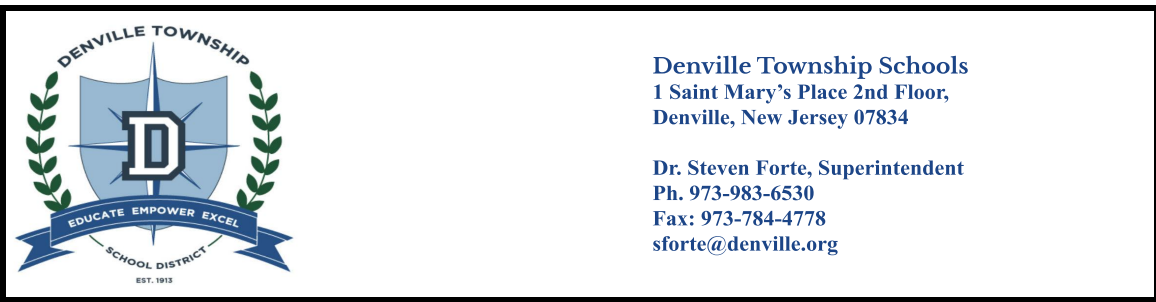 DENVILLE TOWNSHIP
D
EDUCATE EMPOWER EXCEL
SCHOOL DISTRICT
EST. 1913
Denville Township Schools
1 Saint Mary's Place 2nd Floor,
Denville, New Jersey 07834
Dr. Steven Forte, Superintendent
Ph. 973-983-6530
Fax: 973-784-4778
sforte@denville.org